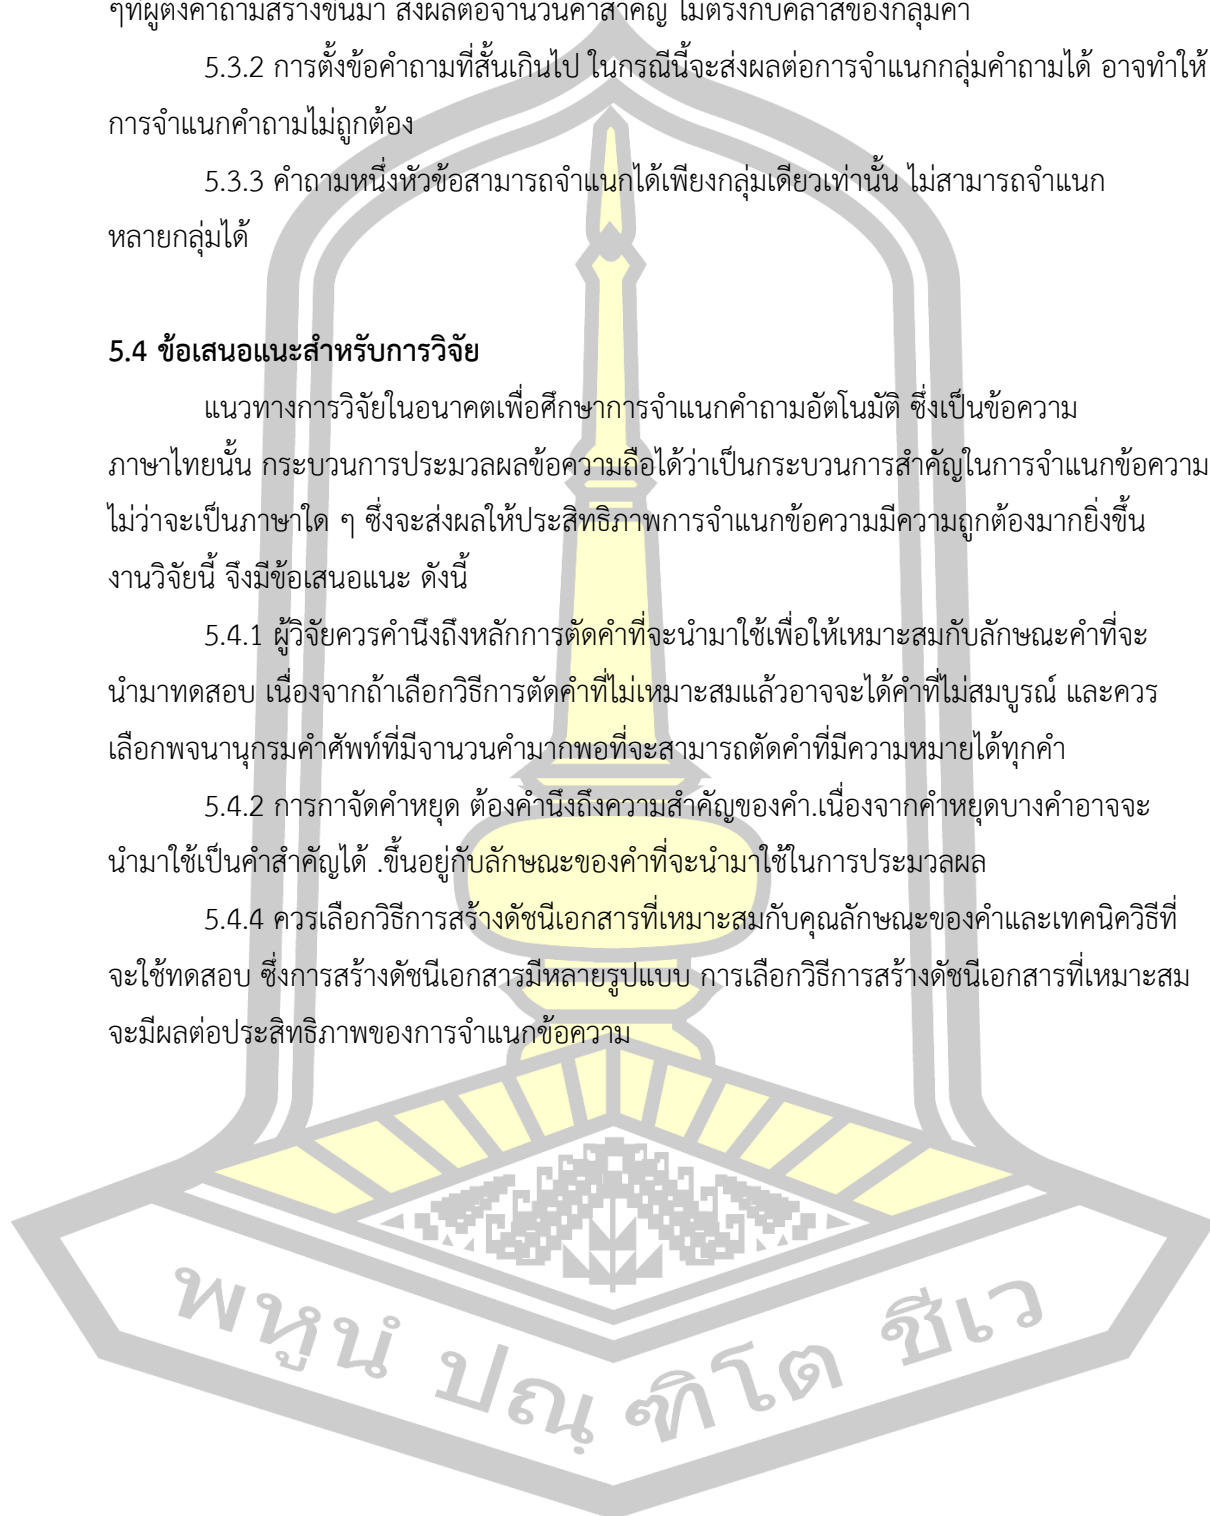 ๆที่ผู้ตั้งคำถามสร้างขึ้นมา ส่งผลต่อจำนวนคำสำคัญ ไม่ตรงกับคลาสของกลุ่มคำ
5.3.2 การตั้งข้อคำถามที่สั้นเกินไป ในกรณีนี้จะส่งผลต่อการจำแนกกลุ่มคำถามได้ อาจทำให้
การจำแนกคำถามไม่ถูกต้อง
5.3.3 คำถามหนึ่งหัวข้อสามารถจำแนกได้เพียงกลุ่มเดียวเท่านั้น ไม่สามารถจำแนก
หลายกลุ่มได้
5.4 ข้อเสนอแนะสำหรับการวิจัย
แนวทางการวิจัยในอนาคตเพื่อศึกษาการจำแนกคำถามอัตโนมัติ ซึ่งเป็นข้อความ
ภาษาไทยนั้น กระบวนการประมวลผลข้อความถือได้ว่าเป็นกระบวนการสำคัญในการจำแนกข้อความ
ไม่ว่าจะเป็นภาษาใด ๆ ซึ่งจะส่งผลให้ประสิทธิภาพการจำแนกข้อความมีความถูกต้องมากยิ่งขึ้น
งานวิจัยนี้ จึงมีข้อเสนอแนะ ดังนี้
5.4.1 ผู้วิจัยควรคำนึงถึงหลักการตัดคำที่จะนำมาใช้เพื่อให้เหมาะสมกับลักษณะคำที่จะ
นำมาทดสอบ เนื่องจากถ้าเลือกวิธีการตัดคำที่ไม่เหมาะสมแล้วอาจจะได้คำที่ไม่สมบูรณ์ และควร
เลือกพจนานุกรมคำศัพท์ที่มีจานวนคำมากพอที่จะสามารถตัดคำที่มีความหมายได้ทุกคำ
5.4.2 การกาจัดคำหยุด ต้องคำนึงถึงความสำคัญของคำ.เนื่องจากคำหยุดบางคำอาจจะ
นำมาใช้เป็นคำสำคัญได้ .ขึ้นอยู่กับลักษณะของคำที่จะนำมาใช้ในการประมวลผล
5.4.4 ควรเลือกวิธีการสร้างดัชนีเอกสารที่เหมาะสมกับคุณลักษณะของคำและเทคนิควิธีที่
จะใช้ทดสอบ ซึ่งการสร้างดัชนีเอกสารมีหลายรูปแบบ การเลือกวิธีการสร้างดัชนีเอกสารที่เหมาะสม
จะมีผลต่อประสิทธิภาพของการจำแนกข้อความ
พหูนํ ปณฺฑิโต ชีเว